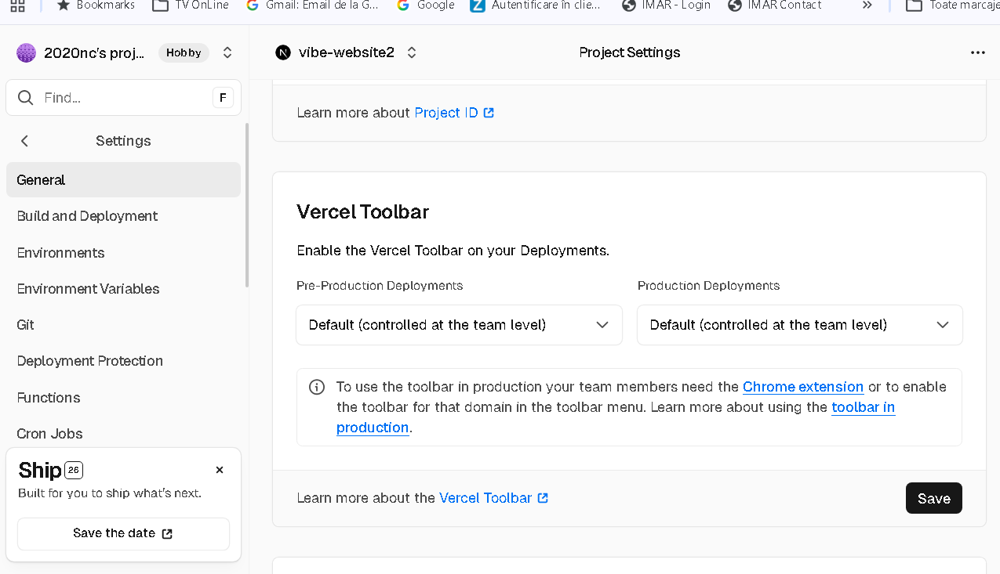 Bookmarks TV OnLine Gmail: Email de la G... Google Autentificare în clie... IMAR - Login IMAR Contact Toate marcaje
2020nc's proj... Hobby
N vibe-website2
Project Settings
Find... F
Settings
General
Build and Deployment
Environments
Environment Variables
Git
Deployment Protection
Functions
Cron Jobs
Ship 26
Built for you to ship what's next.
Save the date
Learn more about Project ID
Vercel Toolbar
Enable the Vercel Toolbar on your Deployments.
Pre-Production Deployments Production Deployments
Default (controlled at the team level) Default (controlled at the team level)
To use the toolbar in production your team members need the Chrome extension or to enable
the toolbar for that domain in the toolbar menu. Learn more about using the toolbar in
production.
Learn more about the Vercel Toolbar
Save